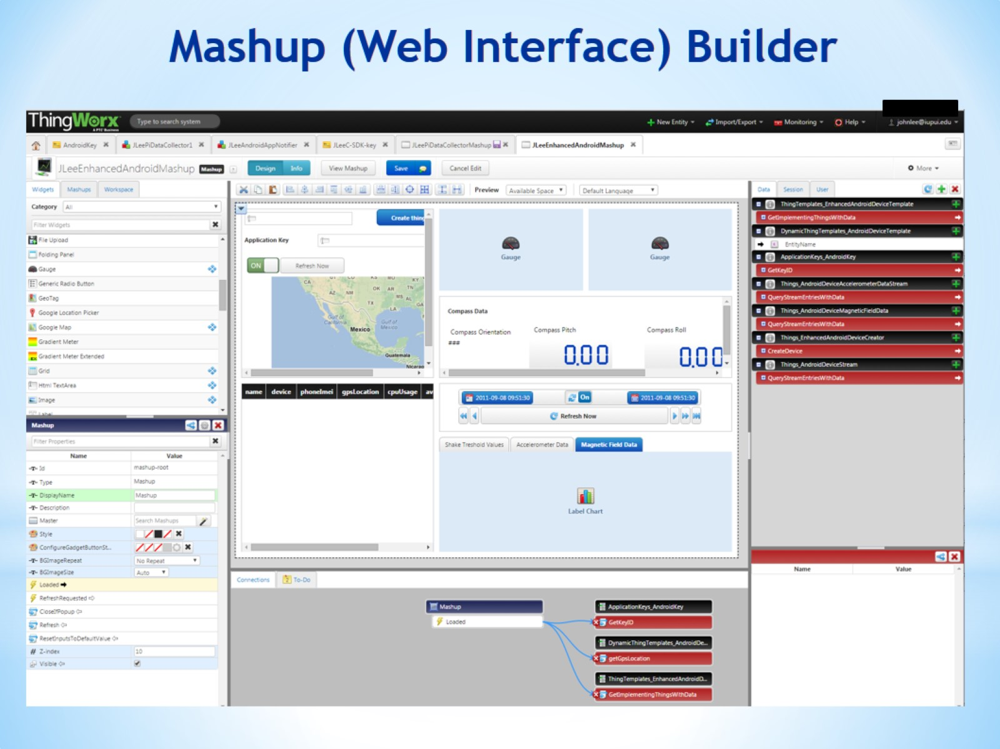 Mashup (Web Interface) Builder
ThingWorx
A PTC Business
Type to search system
New Entity
Import/Export
Monitoring
Help
johnlee@iupui.edu
AndroidKey
JLeePiDataCollector1
JLeeAndroidAppNotifier
JLeeC-SDK-key
JLeePiDataCollectorMashup
JLeeEnhancedAndroidMashup
JLeeEnhancedAndroidMashup
Mashup
Design
Info
View Mashup
Save
Cancel Edit
More
Widgets
Mashups
Workspace
Category
All
Filter Widgets
File Upload
Folding Panel
Gauge
Generic Radio Button
GeoTag
Google Location Picker
Google Map
Gradient Meter
Gradient Meter Extended
Grid
Html TextArea
Image
Label
Mashup
Filter Properties
Name Value
Id mashup-root
Type Mashup
DisplayName Mashup
Description
Master Search Mashups
Style
ConfigureGadgetButtonSt...
BGImageRepeat No Repeat
BGImageSize Auto
Loaded
RefreshRequested
CloseIfPopup
Refresh
ResetInputsToDefaultValue
# Z-index 10
Visible
Preview
Available Space
Default Language
Create thing
Application Key
ON
Refresh Now
CA
AZ
NM
OK
AR
TN
KY
TX
LA
MS
AL
GA
Gulf of California
Mexico
Gulf of Mexico
Guatemala
name device phoneImei gpsLocation cpuUsage av
Gauge
Gauge
Compass Data
Compass Orientation
###
Compass Pitch
0.00
Compass Roll
0.00
2011-09-08 09:51:30
On
2011-09-08 09:51:30
Refresh Now
Shake Treshold Values
Accelerometer Data
Magnetic Field Data
Label Chart
Connections
To-Do
Mashup
Loaded
ApplicationKeys_AndroidKey
GetKeyID
DynamicThingTemplates_AndroidDe...
getGpsLocation
ThingTemplates_EnhancedAndroidD...
GetImplementingThingsWithData
Data
Session
User
ThingTemplates_EnhancedAndroidDeviceTemplate
GetImplementingThingsWithData
DynamicThingTemplates_AndroidDeviceTemplate
EntityName
ApplicationKeys_AndroidKey
GetKeyID
Things_AndroidDeviceAccelerometerDataStream
QueryStreamEntriesWithData
Things_AndroidDeviceMagneticFieldData
QueryStreamEntriesWithData
Things_EnhancedAndroidDeviceCreator
CreateDevice
Things_AndroidDeviceStream
QueryStreamEntriesWithData
Name Value